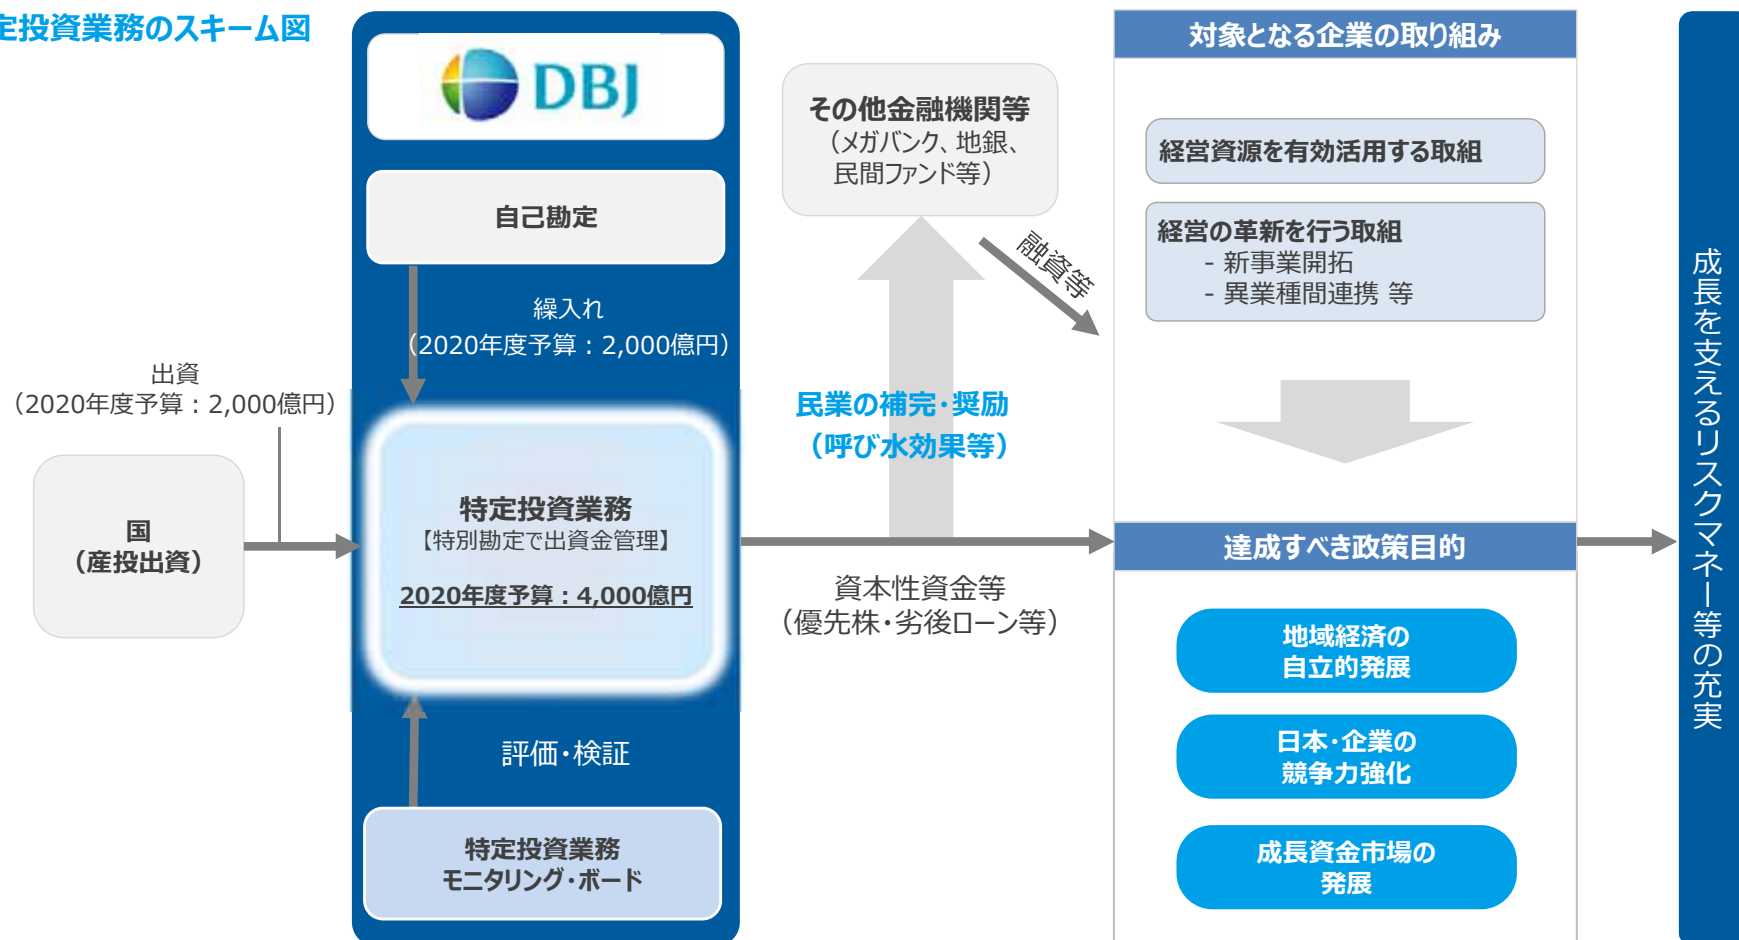 定投資業務のスキーム図
DBJ
自己勘定
繰入れ
(2020年度予算:2,000億円)
出資
(2020年度予算:2,000億円)
国
(産投出資)
特定投資業務
【特別勘定で出資金管理】
2020年度予算:4,000億円
評価・検証
特定投資業務
モニタリング・ボード
その他金融機関等
(メガバンク、地銀、
民間ファンド等)
融資等
民業の補完・奨励
(呼び水効果等)
資本性資金等
(優先株・劣後ローン等)
対象となる企業の取り組み
経営資源を有効活用する取組
経営の革新を行う取組
- 新事業開拓
- 異業種間連携 等
達成すべき政策目的
地域経済の
自立的発展
日本・企業の
競争力強化
成長資金市場の
発展
成長を支えるリスクマネー等の充実